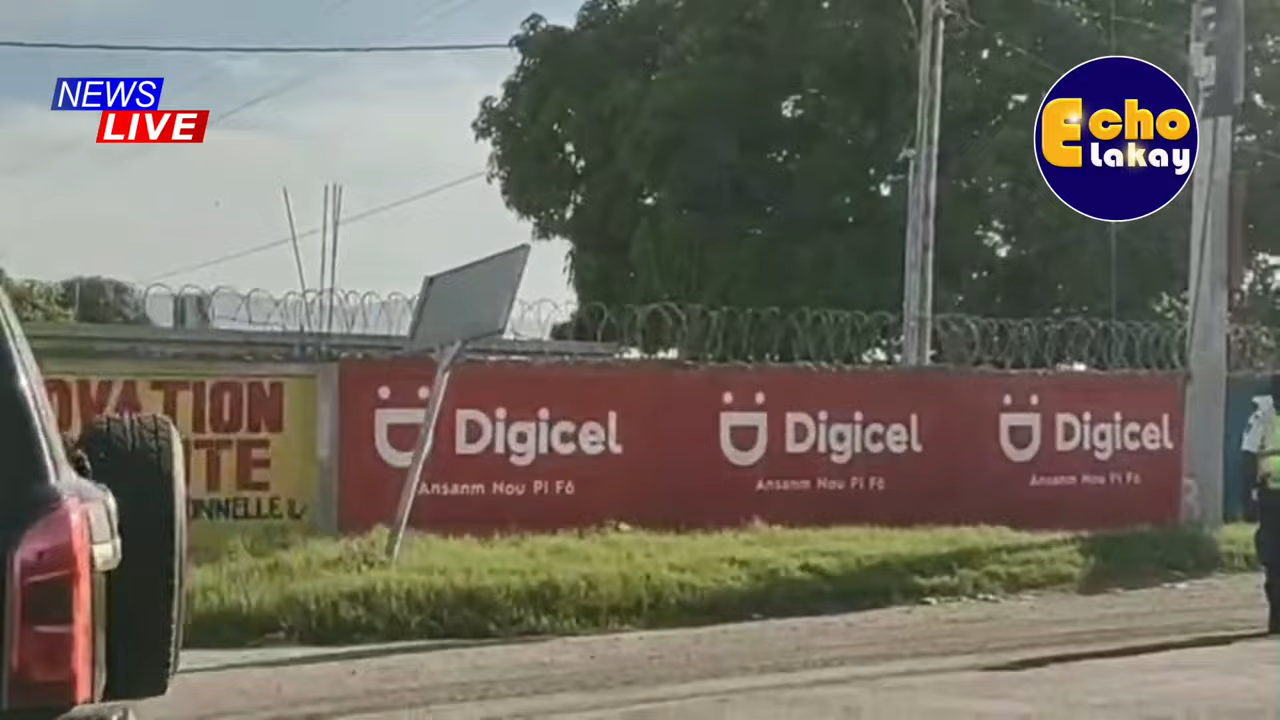 NEWS
LIVE
Echo
lakay
OVATION
Digicel
Ansanm Nou Pi Fò
Digicel
Ansanm Nou Pi Fò
Digicel
Ansanm Nou Pi Fò
ITE
ONNELLE